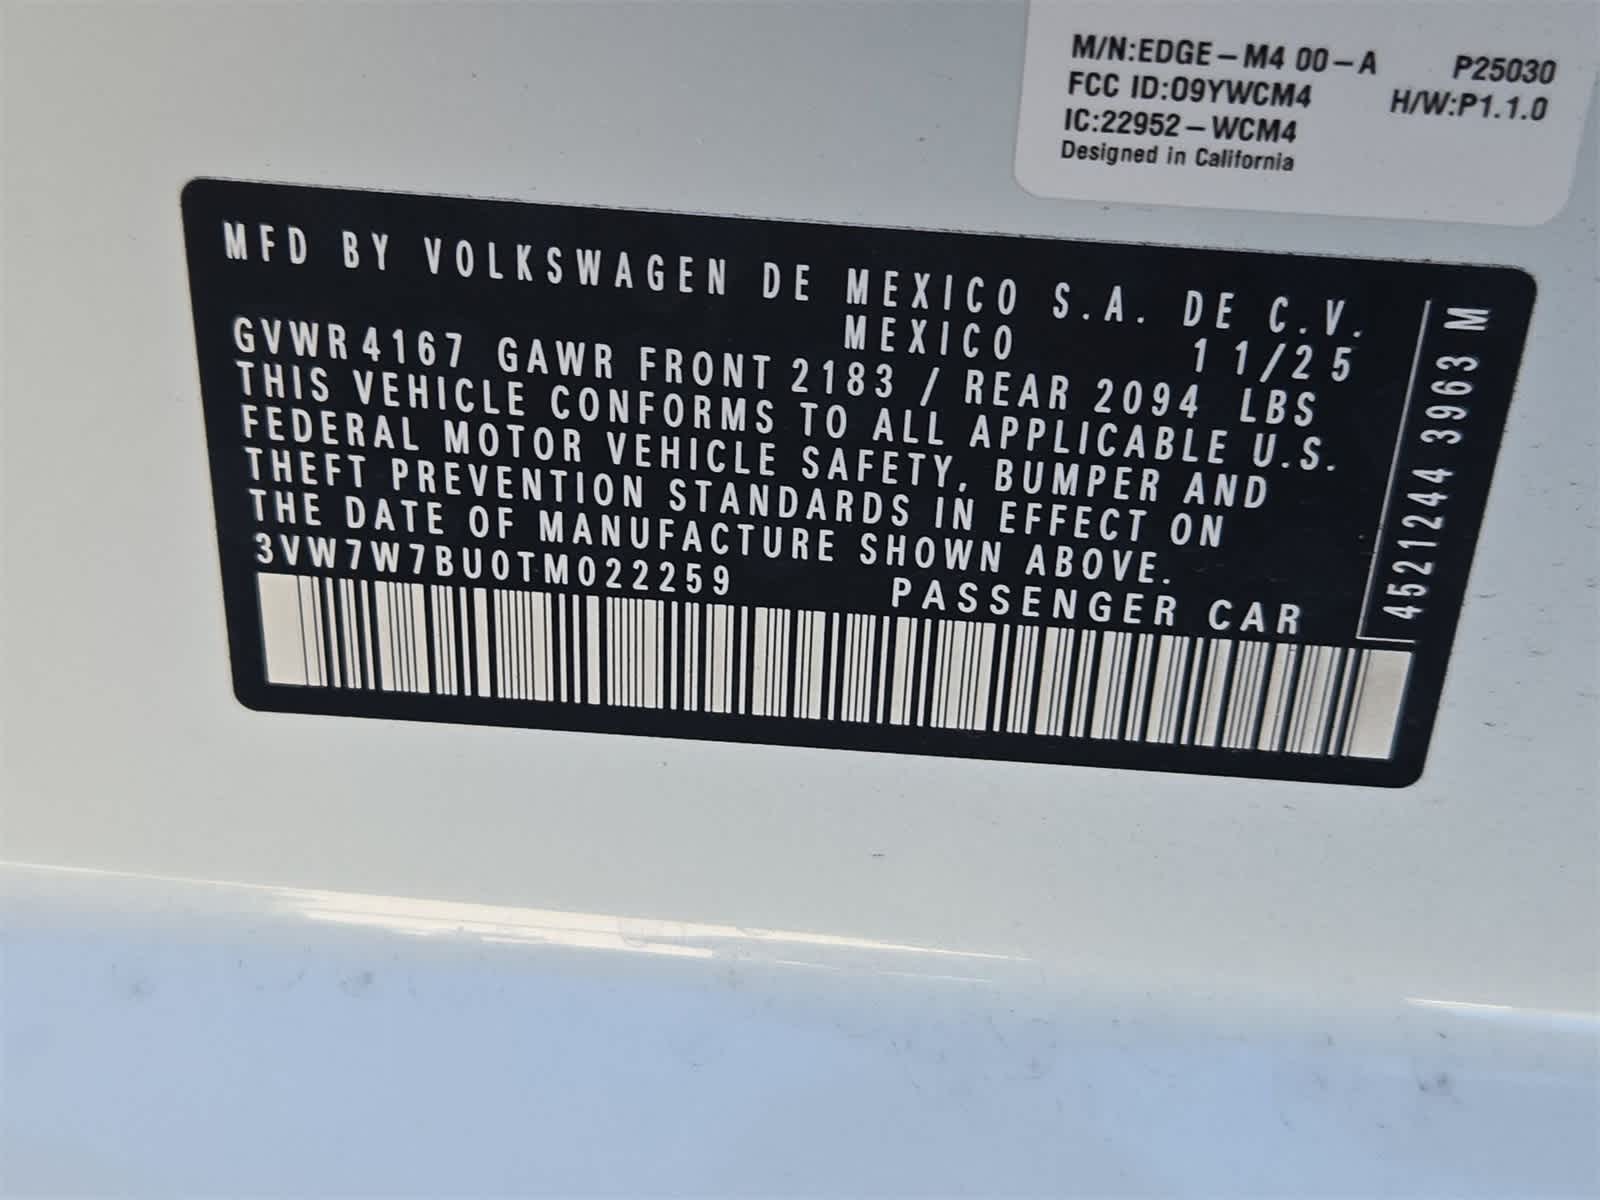 M/N:EDGE-M4 00-A P25030
FCC ID:O9YWCM4 H/W:P1.1.0
IC:22952-WCM4
Designed in California
MFD BY VOLKSWAGEN DE MEXICO S.A. DE C.V.
MEXICO 11/25
GVWR 4167 GAWR FRONT 2183 / REAR 2094 LBS
THIS VEHICLE CONFORMS TO ALL APPLICABLE U.S.
FEDERAL MOTOR VEHICLE SAFETY, BUMPER AND
THEFT PREVENTION STANDARDS IN EFFECT ON
THE DATE OF MANUFACTURE SHOWN ABOVE.
3VW7W7BU0TM022259 PASSENGER CAR
4521244 3963 M